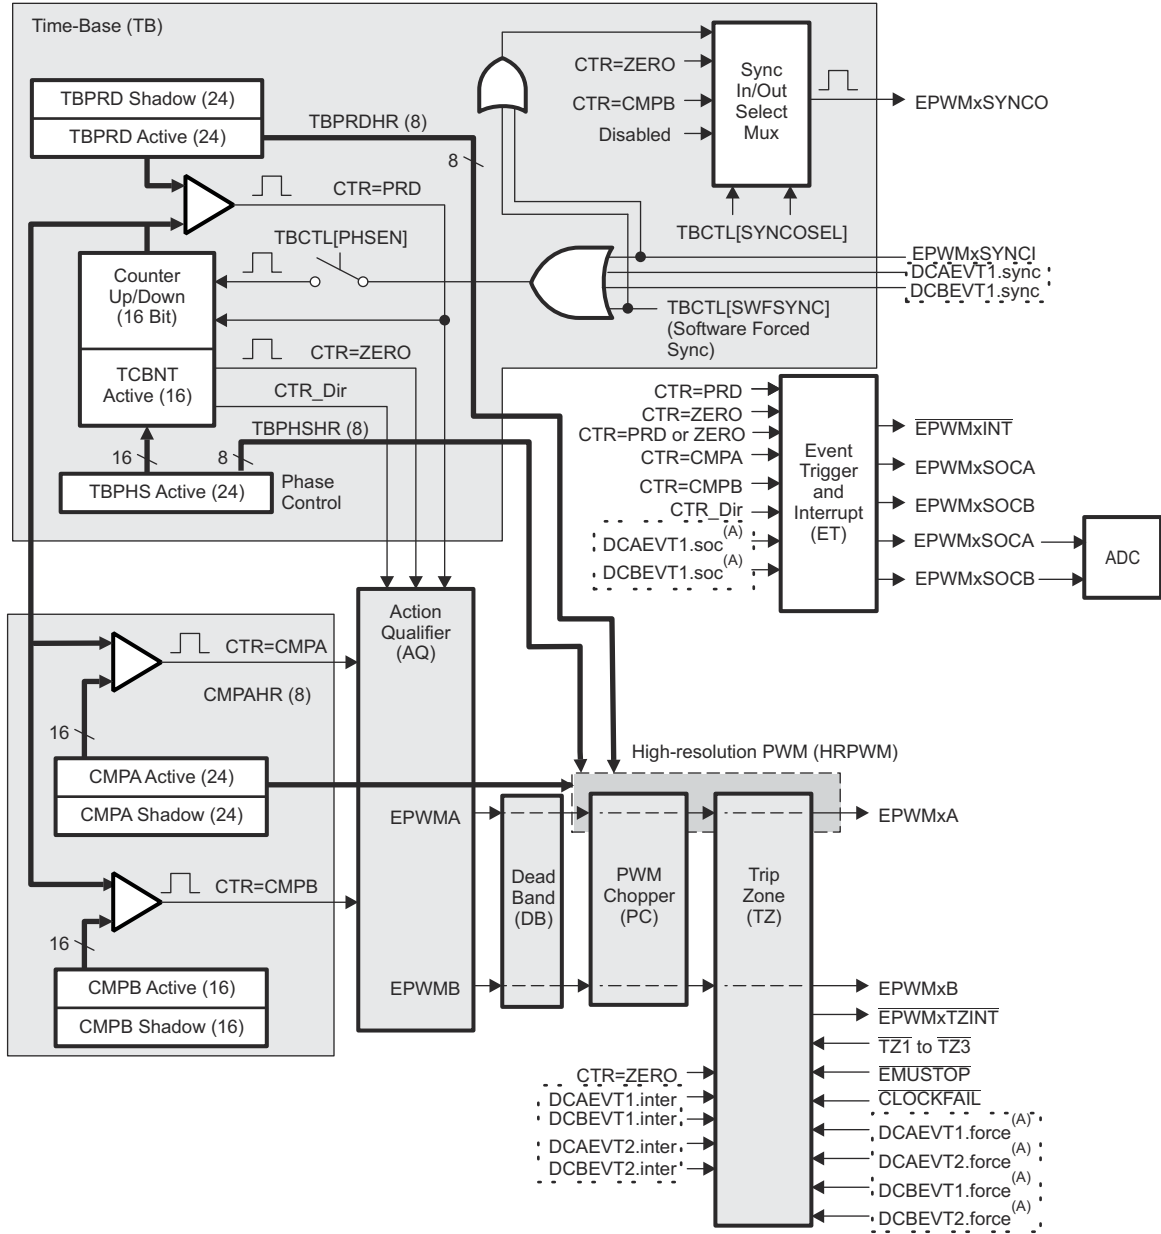 Time-Base (TB)
TBPRD Shadow (24)
TBPRD Active (24)
TBPRDHR (8)
8
CTR=PRD
TBCTL[PHSEN]
Counter
Up/Down
(16 Bit)
TCBNT
Active (16)
CTR=ZERO
CTR_Dir
TBPHSHR (8)
16
8
TBPHS Active (24)
Phase
Control
CTR=ZERO
CTR=CMPB
Disabled
Sync
In/Out
Select
Mux
EPWMxSYNCO
TBCTL[SYNCOSEL]
EPWMxSYNCI
DCAEVT1.sync
DCBEVT1.sync
TBCTL[SWFSYNC]
(Software Forced
Sync)
CTR=PRD
CTR=ZERO
CTR=PRD or ZERO
CTR=CMPA
CTR=CMPB
CTR_Dir
DCAEVT1.soc(A)
DCBEVT1.soc(A)
Event
Trigger
and
Interrupt
(ET)
EPWMxINT
EPWMxSOCA
EPWMxSOCB
EPWMxSOCA
EPWMxSOCB
ADC
Action
Qualifier
(AQ)
CTR=CMPA
CMPAHR (8)
16
CMPA Active (24)
CMPA Shadow (24)
CTR=CMPB
16
CMPB Active (16)
CMPB Shadow (16)
EPWMA
EPWMB
High-resolution PWM (HRPWM)
Dead
Band
(DB)
PWM
Chopper
(PC)
Trip
Zone
(TZ)
EPWMxA
EPWMxB
EPWMxTZINT
TZ1 to TZ3
EMUSTOP
CLOCKFAIL
DCAEVT1.force(A)
DCAEVT2.force(A)
DCBEVT1.force(A)
DCBEVT2.force(A)
CTR=ZERO
DCAEVT1.inter
DCBEVT1.inter
DCAEVT2.inter
DCBEVT2.inter